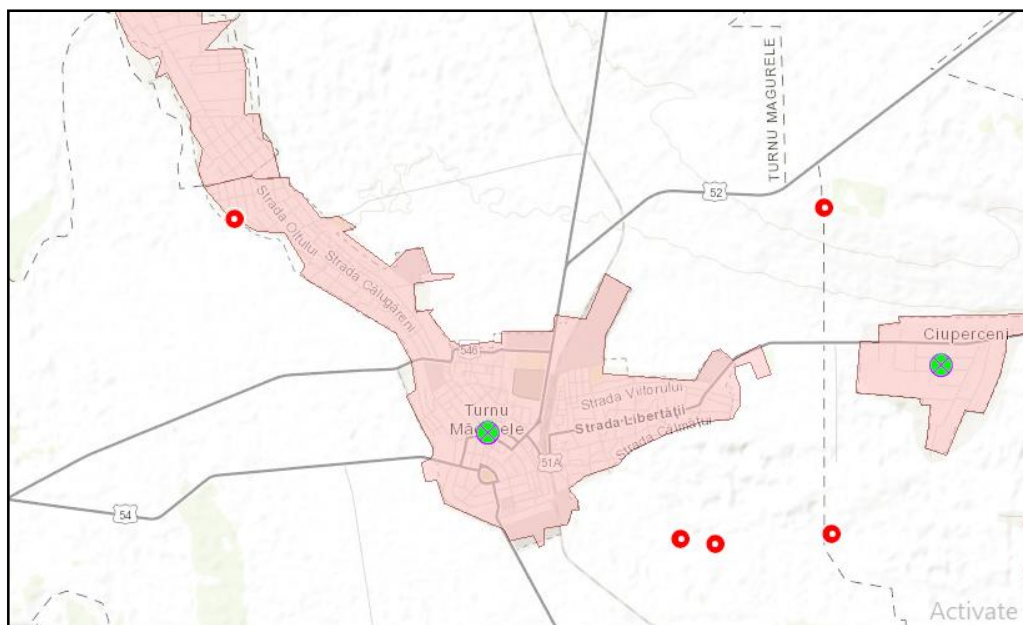 TURNU MAGURELE
52
Strada Oltului
Strada Călugăreni
Ciuperceni
546
Strada Viitorului
Turnu
Măgurele
Strada Libertății
Strada Călmățui
51A
54
Activate